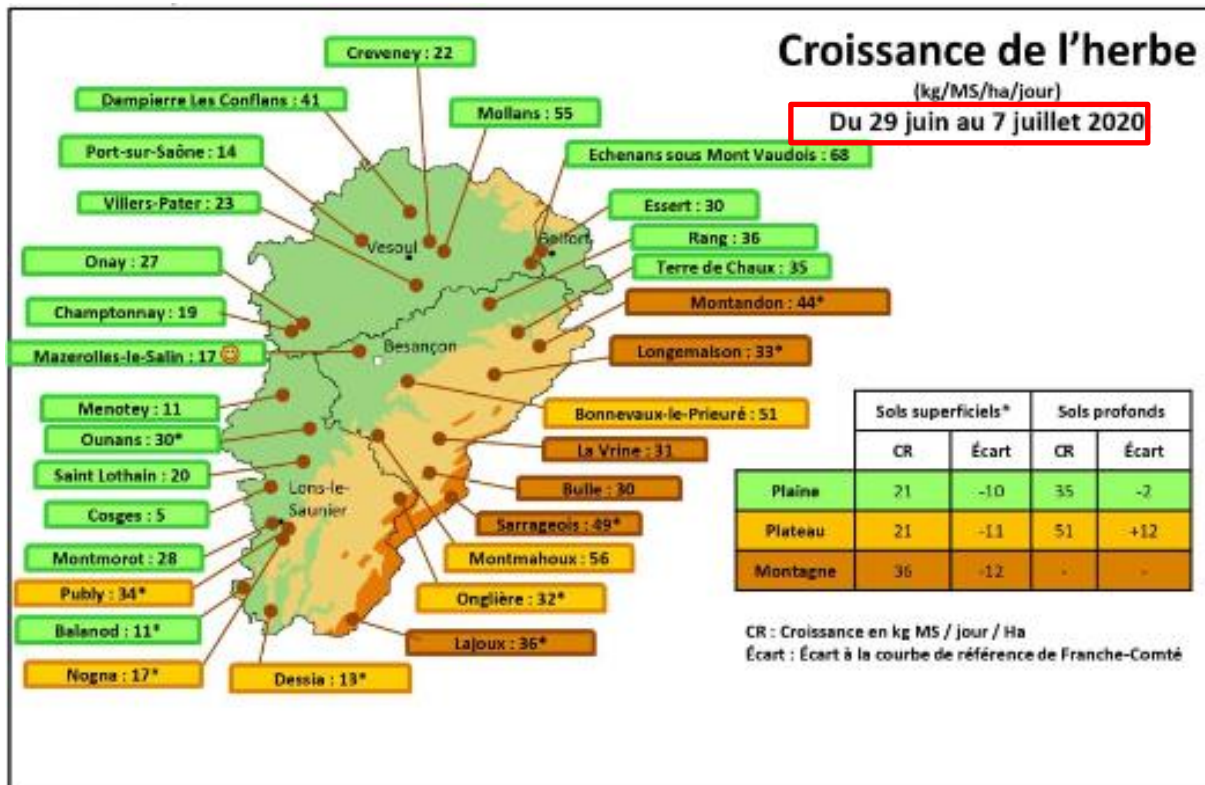 Croissance de l'herbe
(kg/MS/ha/jour)
Du 29 juin au 7 juillet 2020
Creveney : 22
Dampierre Les Conflans : 41
Mollans : 55
Port-sur-Saône : 14
Echenans sous Mont Vaudois : 68
Villers-Pater : 23
Essert : 30
Vesoul
Belfort
Rang : 36
Onay : 27
Terre de Chaux : 35
Montandon : 44*
Champtonnay : 19
Besançon
Mazerolles-le-Salin : 17
Longemaison : 33*
Menotey : 11
Bonnevaux-le-Prieuré : 51
Ounans : 30*
La Vrine : 31
Saint Lothain : 20
Lons-le-
Saunier
Bulle : 30
Cosges : 5
Sarrageois : 49*
Montmorot : 28
Montmahoux : 56
Publy : 34*
Onglière : 32*
Balanod : 11*
Lajoux : 36*
Nogna : 17*
Dessia : 13*
Sols superficiels* Sols profonds
CR Écart CR Écart
Plaine 21 -10 35 -2
Plateau 21 -11 51 +12
Montagne 36 -12 - -
CR : Croissance en kg MS / jour / Ha
Écart : Écart à la courbe de référence de Franche-Comté